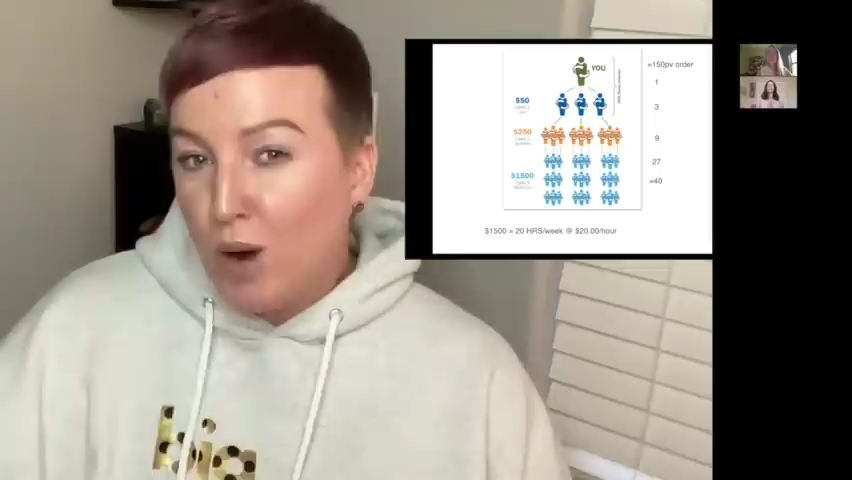 YOU
=150pv order
1
$50
3
$250
9
27
$1500
=40
$1500 = 20 HRS/week @ $20.00/hour